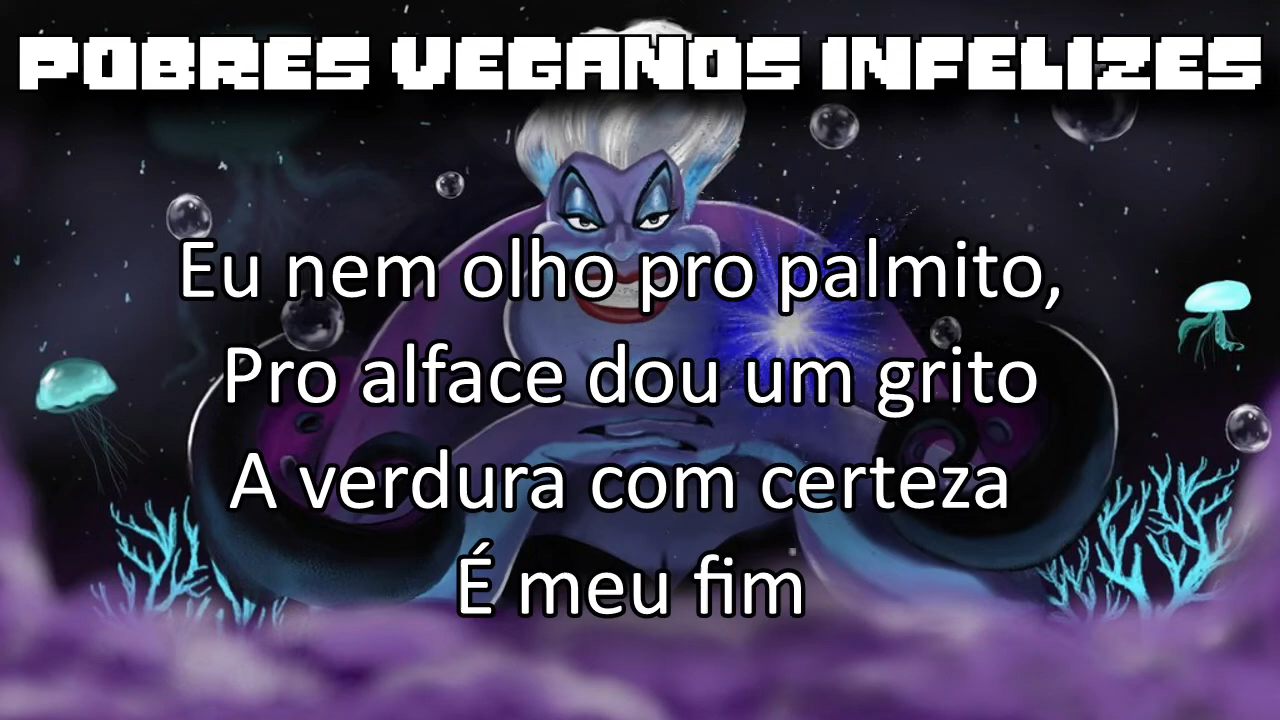 POBRES VEGANOS INFELIZES
Eu nem olho pro palmito,
Pro alface dou um grito
A verdura com certeza
É meu fim